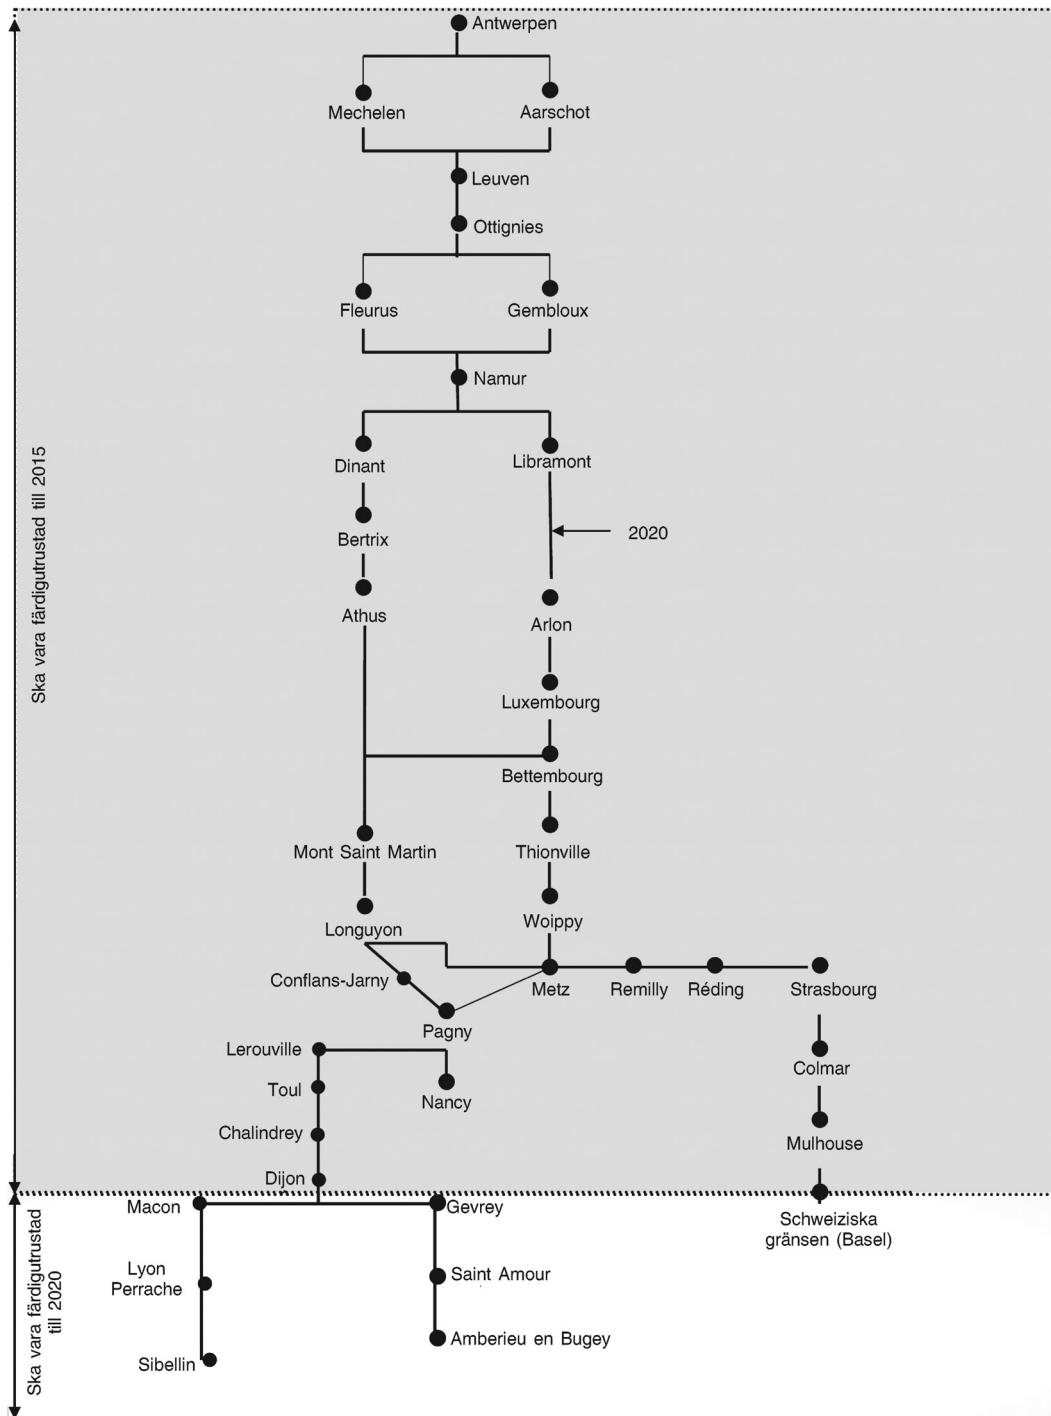 Antwerpen
Mechelen
Aarschot
Leuven
Ottignies
Fleurus
Gembloux
Namur
Dinant
Libramont
Ska vara färdigutrustad till 2015
Bertrix
2020
Athus
Arlon
Luxembourg
Bettembourg
Mont Saint Martin
Thionville
Longuyon
Woippy
Conflans-Jarny
Metz
Remilly
Réding
Strasbourg
Pagny
Lerouville
Colmar
Toul
Nancy
Chalindrey
Mulhouse
Dijon
Macon
Gevrey
Schweiziska
gränsen (Basel)
Ska vara färdigutrustad
till 2020
Lyon
Perrache
Saint Amour
Amberieu en Bugey
Sibellin